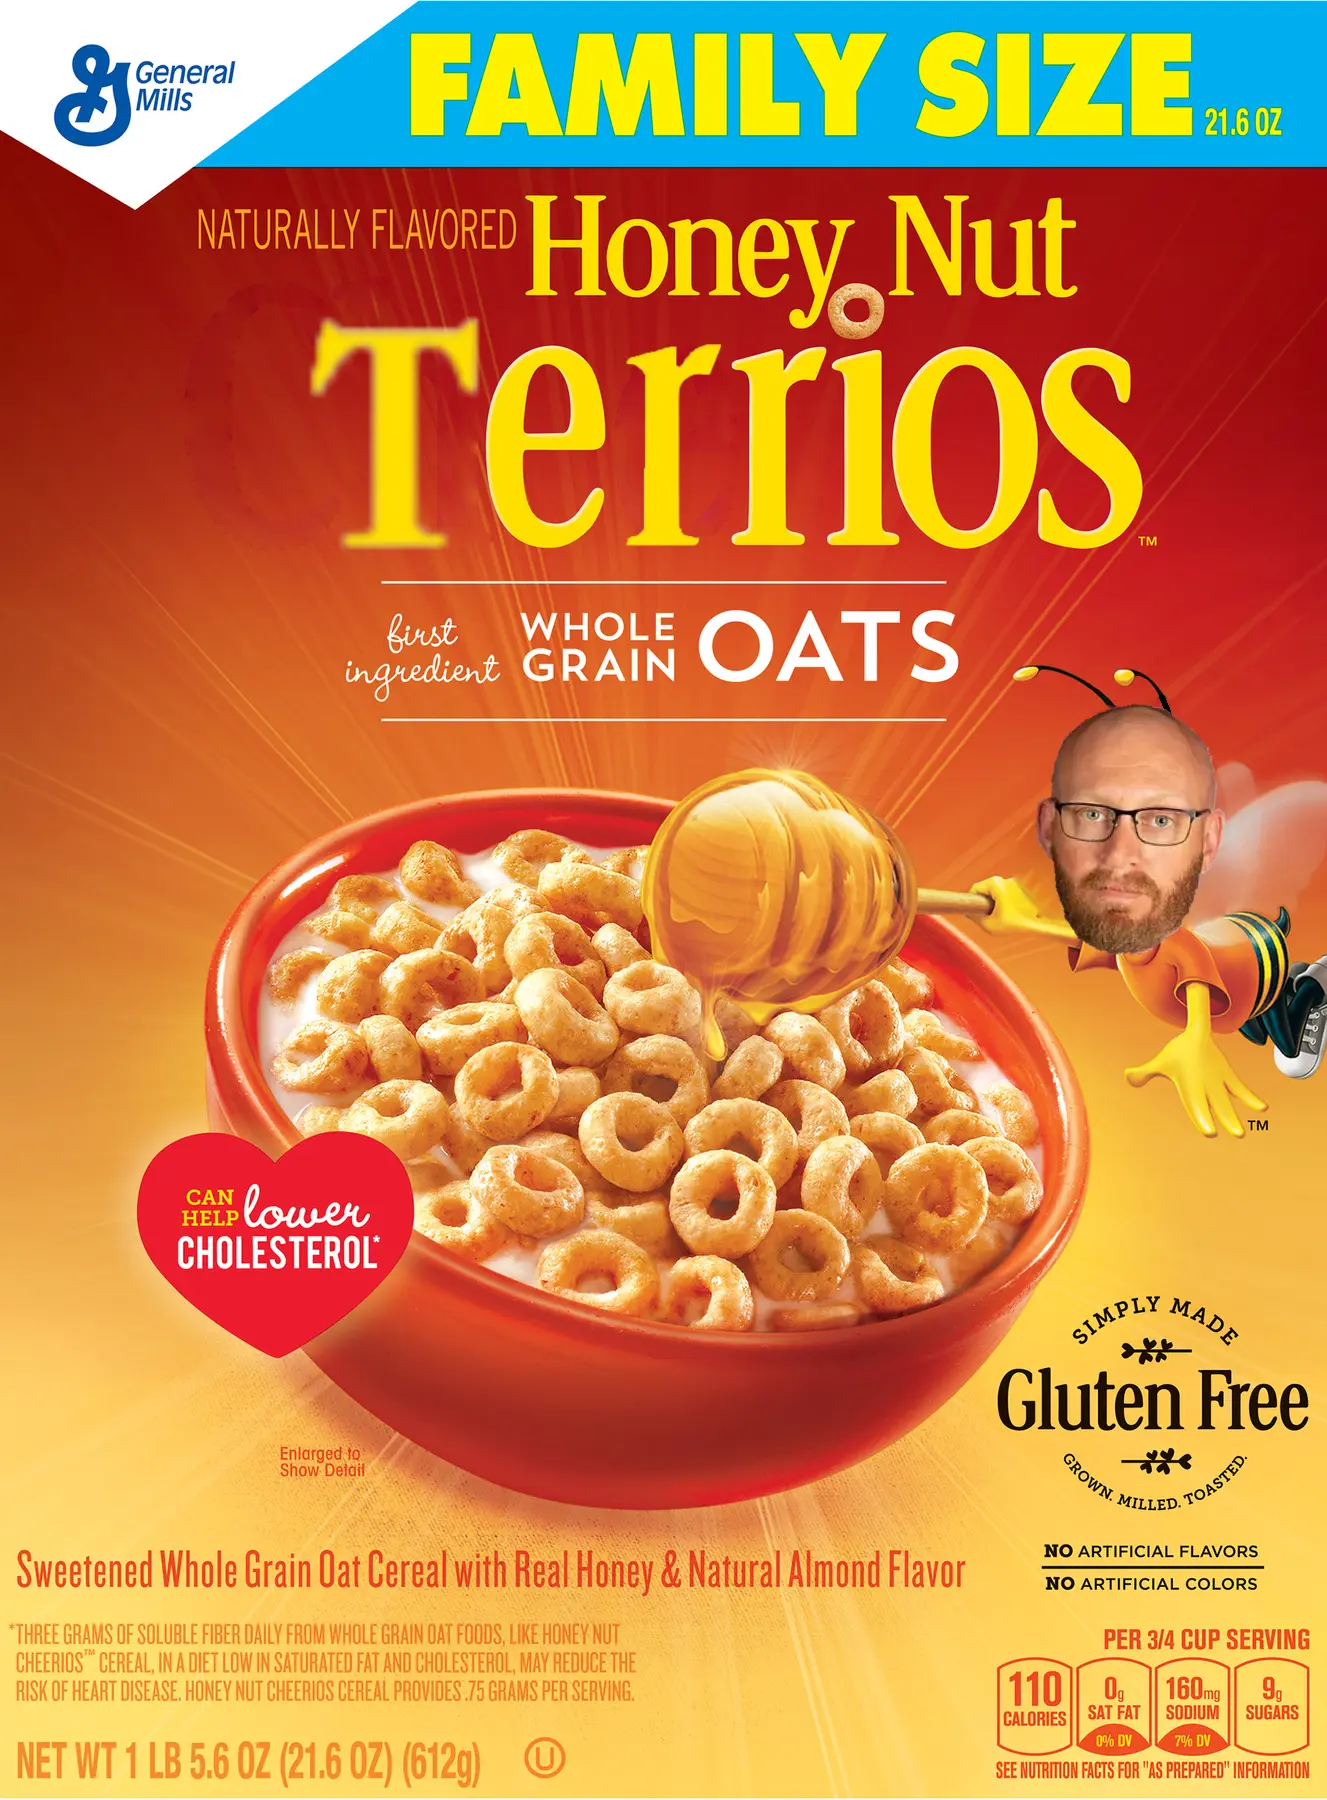 General
Mills
FAMILY SIZE 21.6 OZ
NATURALLY FLAVORED Honey Nut
Terrios™
first ingredient WHOLE GRAIN OATS
CAN HELP lower
CHOLESTEROL*
™
SIMPLY MADE
Gluten Free
GROWN. MILLED. TOASTED.
Enlarged to
Show Detail
NO ARTIFICIAL FLAVORS
NO ARTIFICIAL COLORS
Sweetened Whole Grain Oat Cereal with Real Honey & Natural Almond Flavor
*THREE GRAMS OF SOLUBLE FIBER DAILY FROM WHOLE GRAIN OAT FOODS, LIKE HONEY NUT
CHEERIOS™ CEREAL, IN A DIET LOW IN SATURATED FAT AND CHOLESTEROL, MAY REDUCE THE
RISK OF HEART DISEASE. HONEY NUT CHEERIOS CEREAL PROVIDES .75 GRAMS PER SERVING.
PER 3/4 CUP SERVING
110 CALORIES
0g SAT FAT 0% DV
160mg SODIUM 7% DV
9g SUGARS
SEE NUTRITION FACTS FOR "AS PREPARED" INFORMATION
NET WT 1 LB 5.6 OZ (21.6 OZ) (612g) U